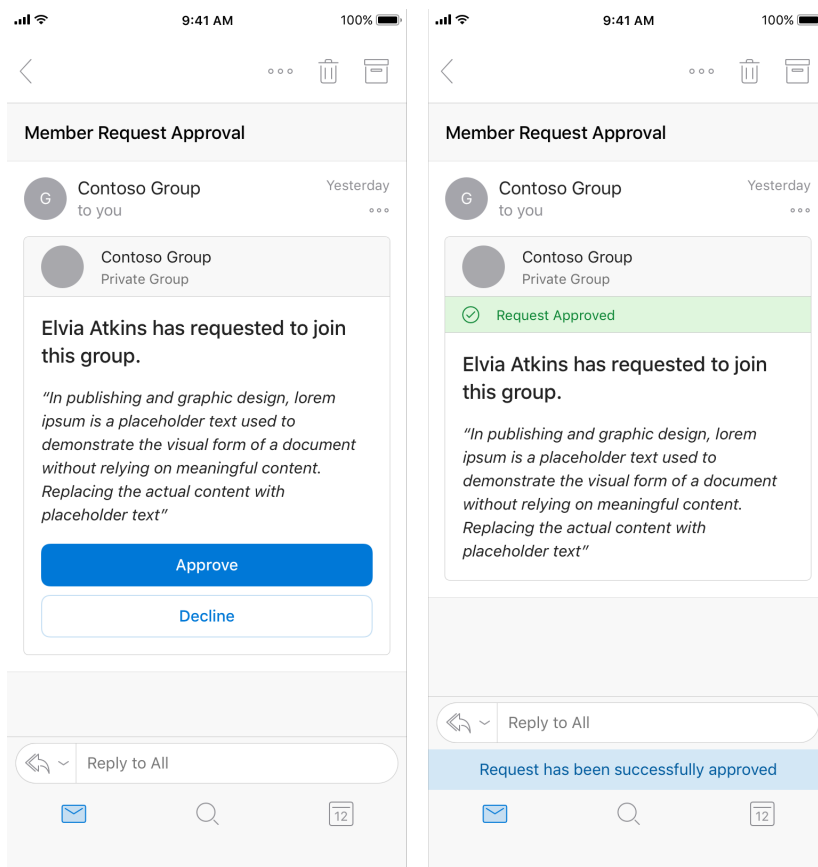 9:41 AM
100%
Member Request Approval
G
Contoso Group
Yesterday
to you
Contoso Group
Private Group
Elvia Atkins has requested to join
this group.
“In publishing and graphic design, lorem
ipsum is a placeholder text used to
demonstrate the visual form of a document
without relying on meaningful content.
Replacing the actual content with
placeholder text”
Approve
Decline
Reply to All
12
9:41 AM
100%
Member Request Approval
G
Contoso Group
Yesterday
to you
Contoso Group
Private Group
Request Approved
Elvia Atkins has requested to join
this group.
“In publishing and graphic design, lorem
ipsum is a placeholder text used to
demonstrate the visual form of a document
without relying on meaningful content.
Replacing the actual content with
placeholder text”
Reply to All
Request has been successfully approved
12